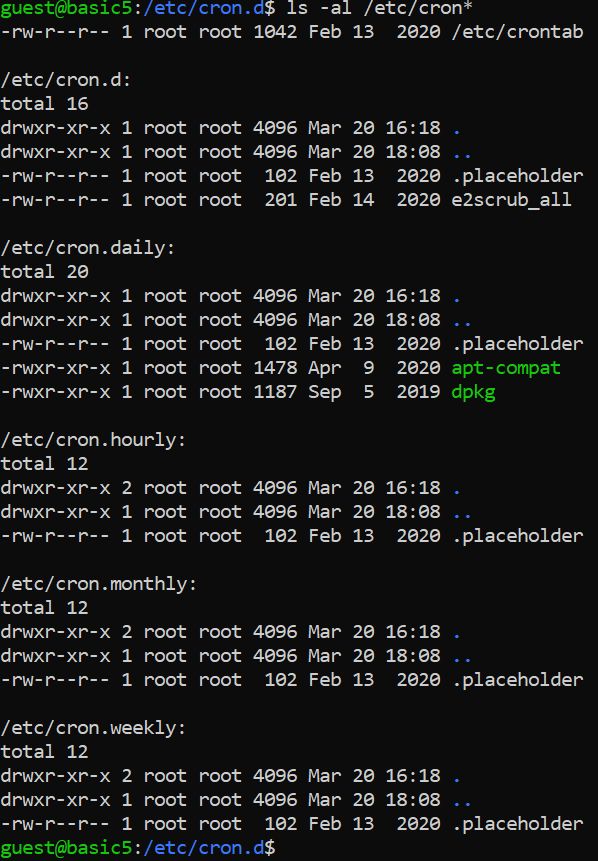 guest@basic5:/etc/cron.d$ ls -al /etc/cron*
-rw-r--r-- 1 root root 1042 Feb 13  2020 /etc/crontab

/etc/cron.d:
total 16
drwxr-xr-x 1 root root 4096 Mar 20 16:18 .
drwxr-xr-x 1 root root 4096 Mar 20 18:08 ..
-rw-r--r-- 1 root root  102 Feb 13  2020 .placeholder
-rw-r--r-- 1 root root  201 Feb 14  2020 e2scrub_all

/etc/cron.daily:
total 20
drwxr-xr-x 1 root root 4096 Mar 20 16:18 .
drwxr-xr-x 1 root root 4096 Mar 20 18:08 ..
-rw-r--r-- 1 root root  102 Feb 13  2020 .placeholder
-rwxr-xr-x 1 root root 1478 Apr  9  2020 apt-compat
-rwxr-xr-x 1 root root 1187 Sep  5  2019 dpkg

/etc/cron.hourly:
total 12
drwxr-xr-x 2 root root 4096 Mar 20 16:18 .
drwxr-xr-x 1 root root 4096 Mar 20 18:08 ..
-rw-r--r-- 1 root root  102 Feb 13  2020 .placeholder

/etc/cron.monthly:
total 12
drwxr-xr-x 2 root root 4096 Mar 20 16:18 .
drwxr-xr-x 1 root root 4096 Mar 20 18:08 ..
-rw-r--r-- 1 root root  102 Feb 13  2020 .placeholder

/etc/cron.weekly:
total 12
drwxr-xr-x 2 root root 4096 Mar 20 16:18 .
drwxr-xr-x 1 root root 4096 Mar 20 18:08 ..
-rw-r--r-- 1 root root  102 Feb 13  2020 .placeholder
guest@basic5:/etc/cron.d$